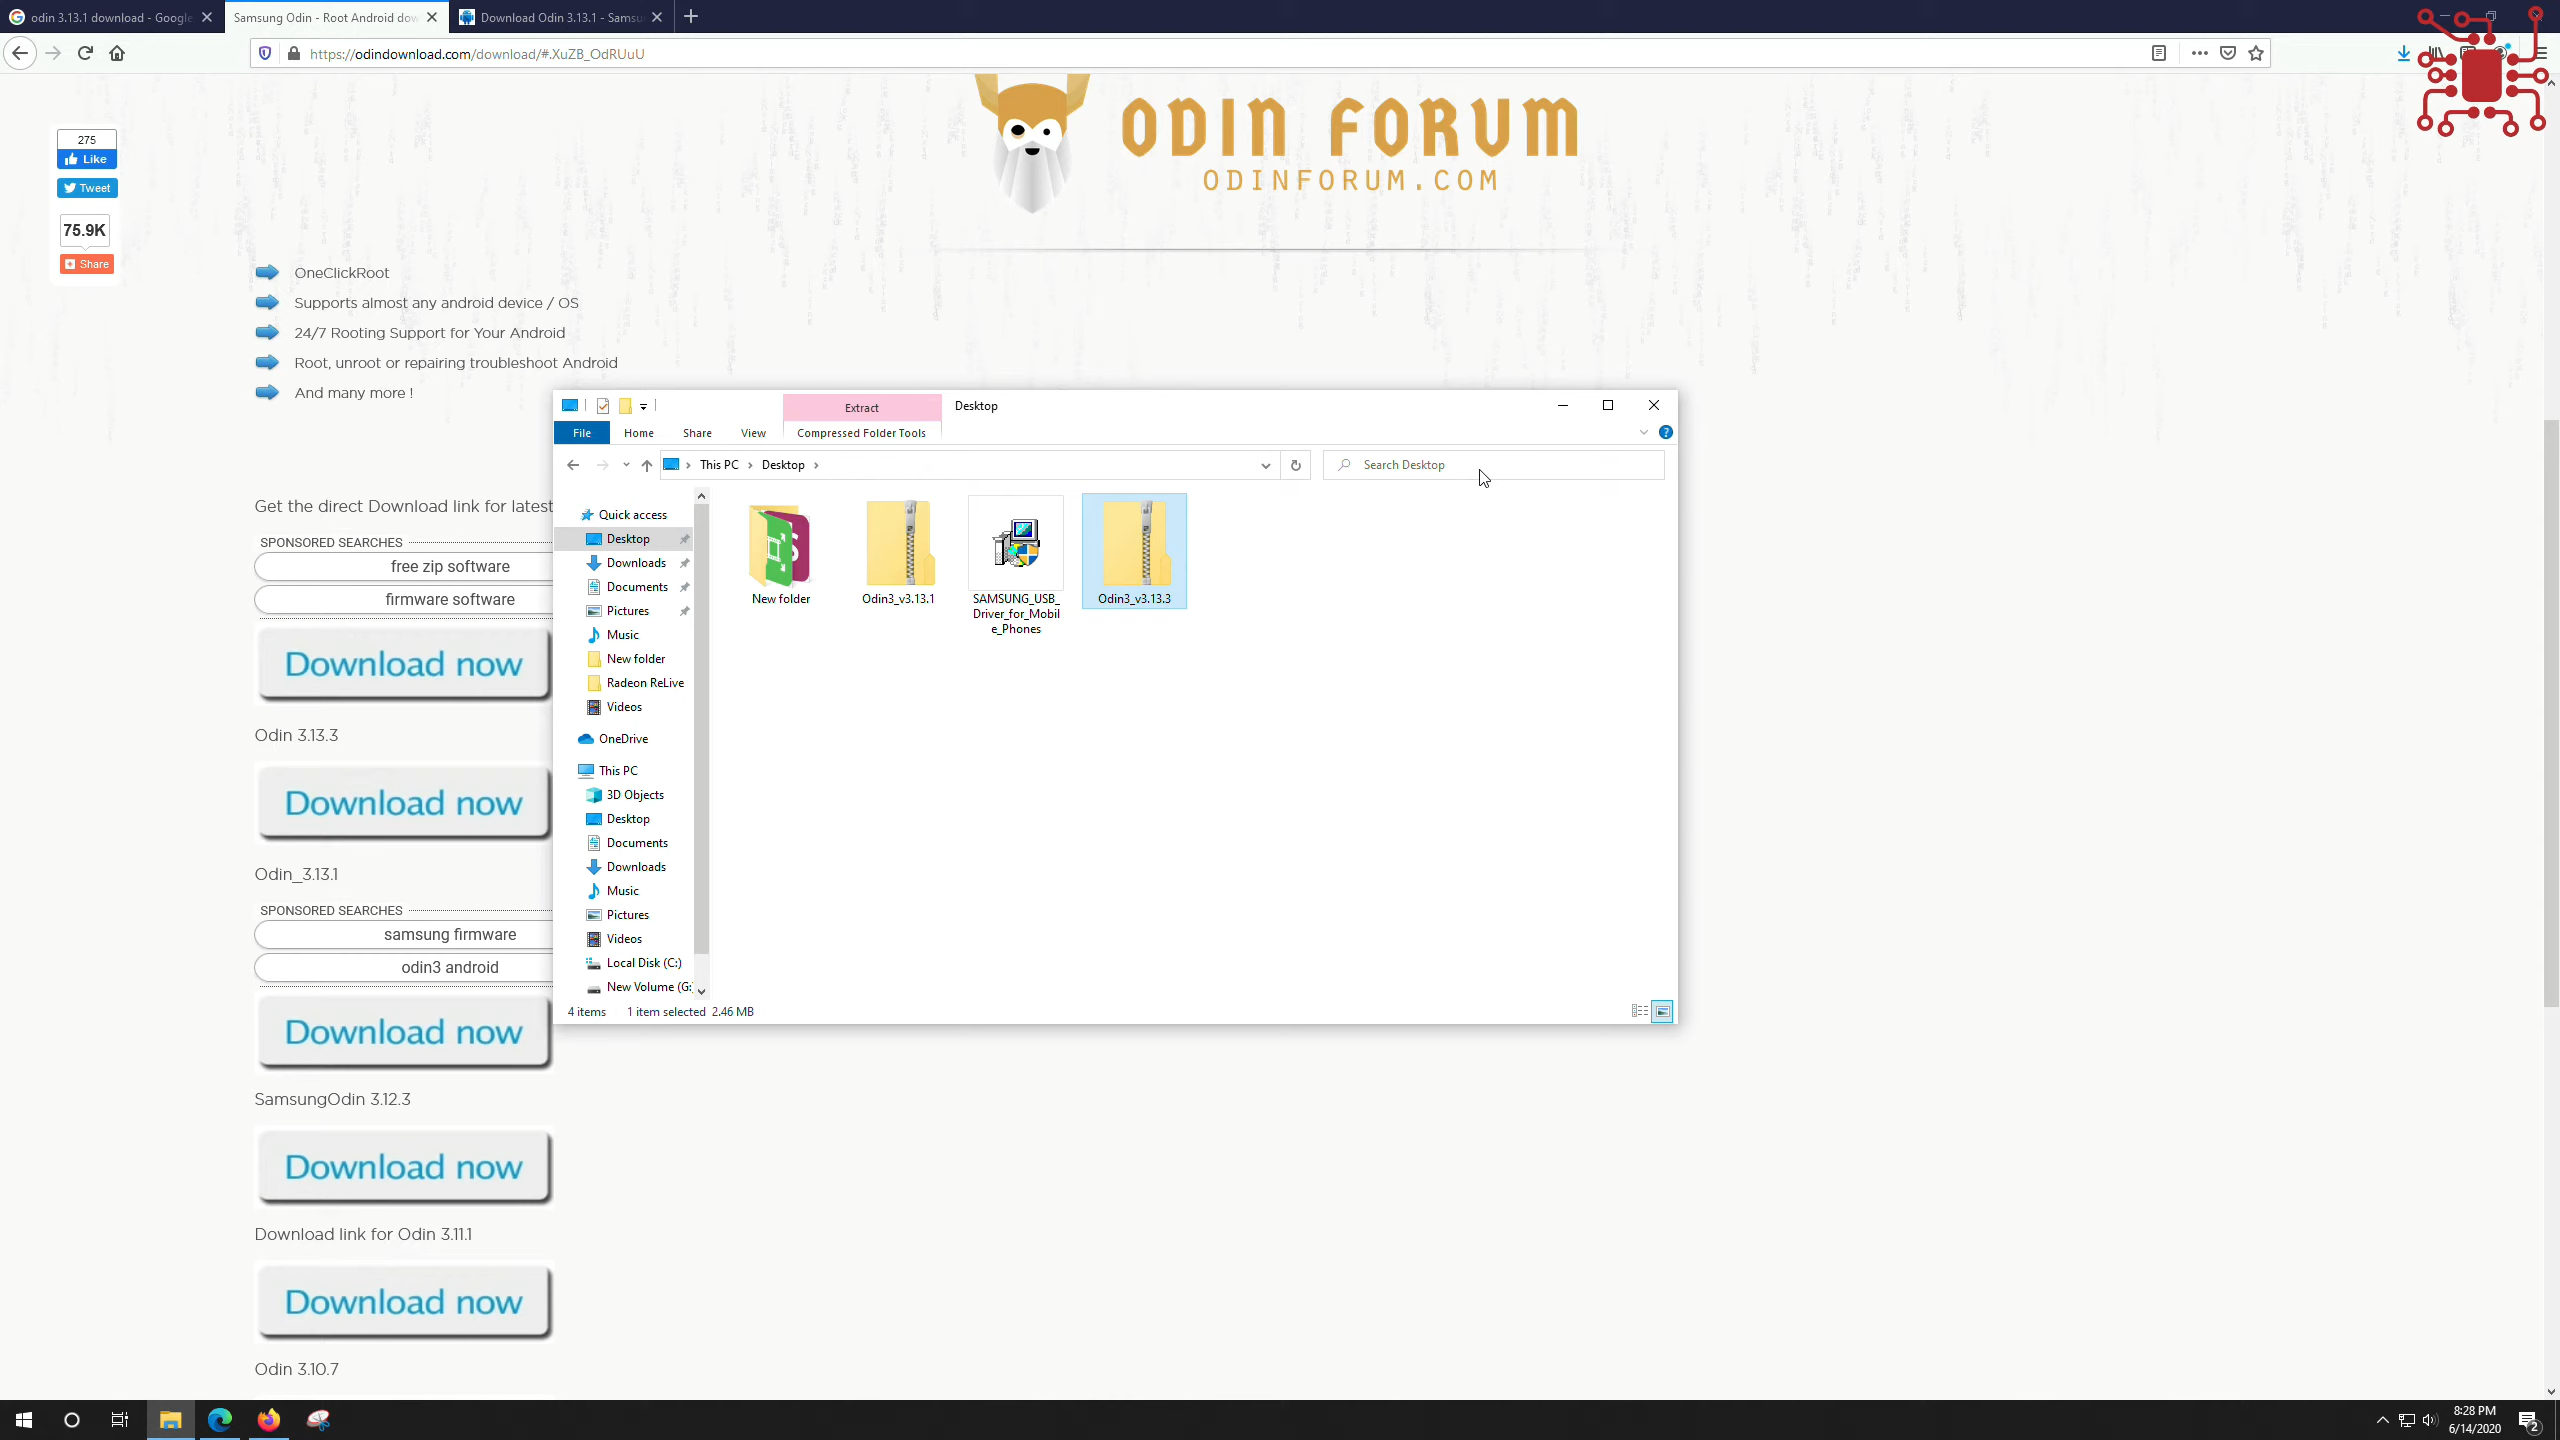 odin 3.13.1 download - Google
Samsung Odin - Root Android dow
Download Odin 3.13.1 - Samsu
https://odindownload.com/download/#.XuZB_OdRUuU
ODIN FORUM
ODINFORUM.COM
275
Like
Tweet
75.9K
Share
OneClickRoot
Supports almost any android device / OS
24/7 Rooting Support for Your Android
Root, unroot or repairing troubleshoot Android
And many more !
Get the direct Download link for latest
SPONSORED SEARCHES
free zip software
firmware software
Download now
Odin 3.13.3
Download now
Odin_3.13.1
SPONSORED SEARCHES
samsung firmware
odin3 android
Download now
SamsungOdin 3.12.3
Download now
Download link for Odin 3.11.1
Download now
Odin 3.10.7
Extract
Desktop
File
Home
Share
View
Compressed Folder Tools
?
This PC
Desktop
Search Desktop
Quick access
Desktop
Downloads
Documents
Pictures
Music
New folder
Radeon ReLive
Videos
OneDrive
This PC
3D Objects
Desktop
Documents
Downloads
Music
Pictures
Videos
Local Disk (C:)
New Volume (G:
New folder
Odin3_v3.13.1
SAMSUNG_USB_
Driver_for_Mobil
e_Phones
Odin3_v3.13.3
4 items
1 item selected 2.46 MB
8:28 PM
6/14/2020
2